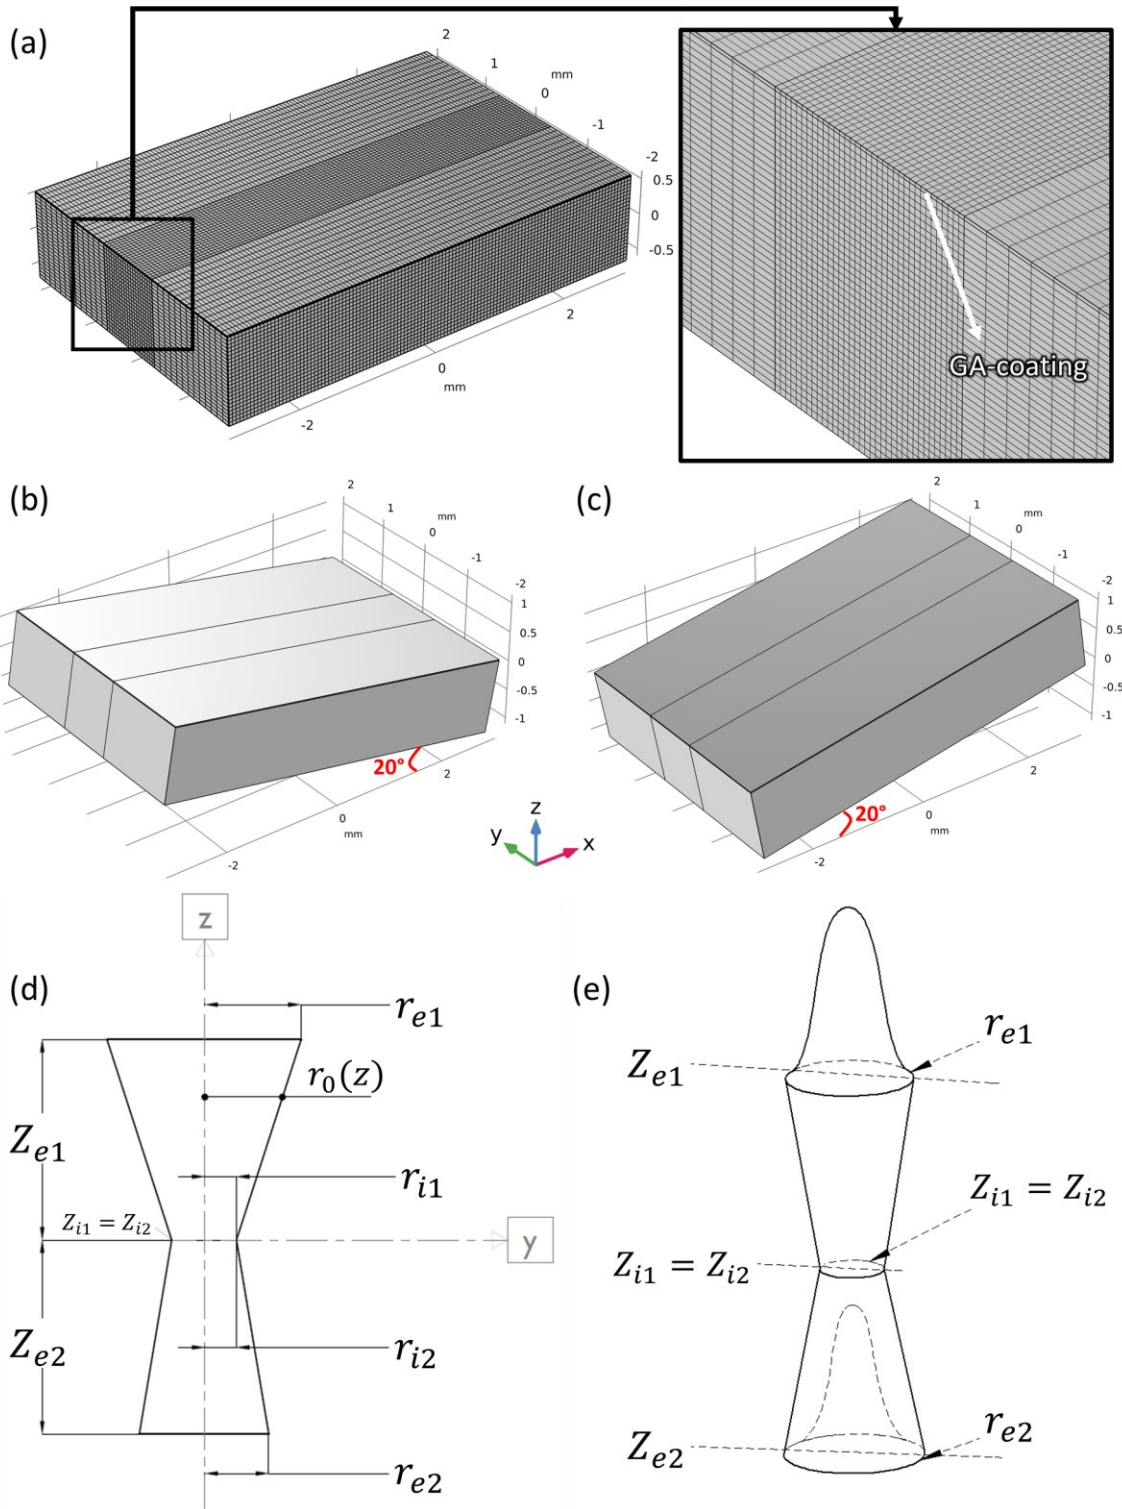 (a)
2
1
mm
0
-1
-2
0.5
0
-0.5
2
0
mm
-2
GA-coating
(b)
2
1
mm
0
-1
-2
1
0.5
0
-0.5
-1
20°
2
0
mm
-2
(c)
2
1
mm
0
-1
-2
1
0.5
0
-0.5
-1
20°
2
0
mm
-2
z
y
x
(d)
z
r_{e1}
r_0(z)
Z_{e1}
r_{i1}
Z_{i1} = Z_{i2}
y
Z_{e2}
r_{i2}
r_{e2}
(e)
r_{e1}
Z_{e1}
Z_{i1} = Z_{i2}
Z_{i1} = Z_{i2}
r_{e2}
Z_{e2}